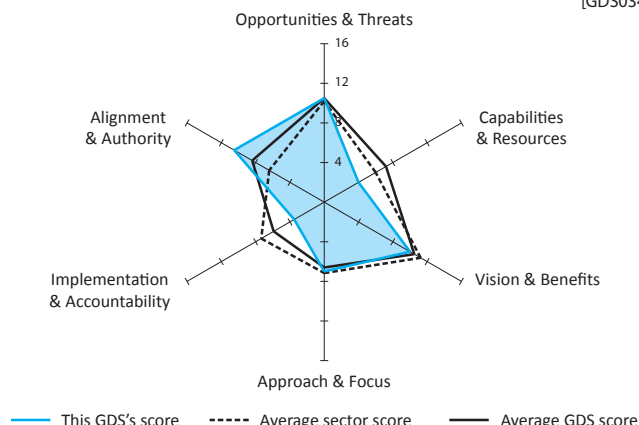 [GDS034
Opportunities & Threats
16
12
4
Alignment
& Authority
Capabilities
& Resources
Implementation
& Accountability
Vision & Benefits
Approach & Focus
This GDS's score
Average sector score
Average GDS score